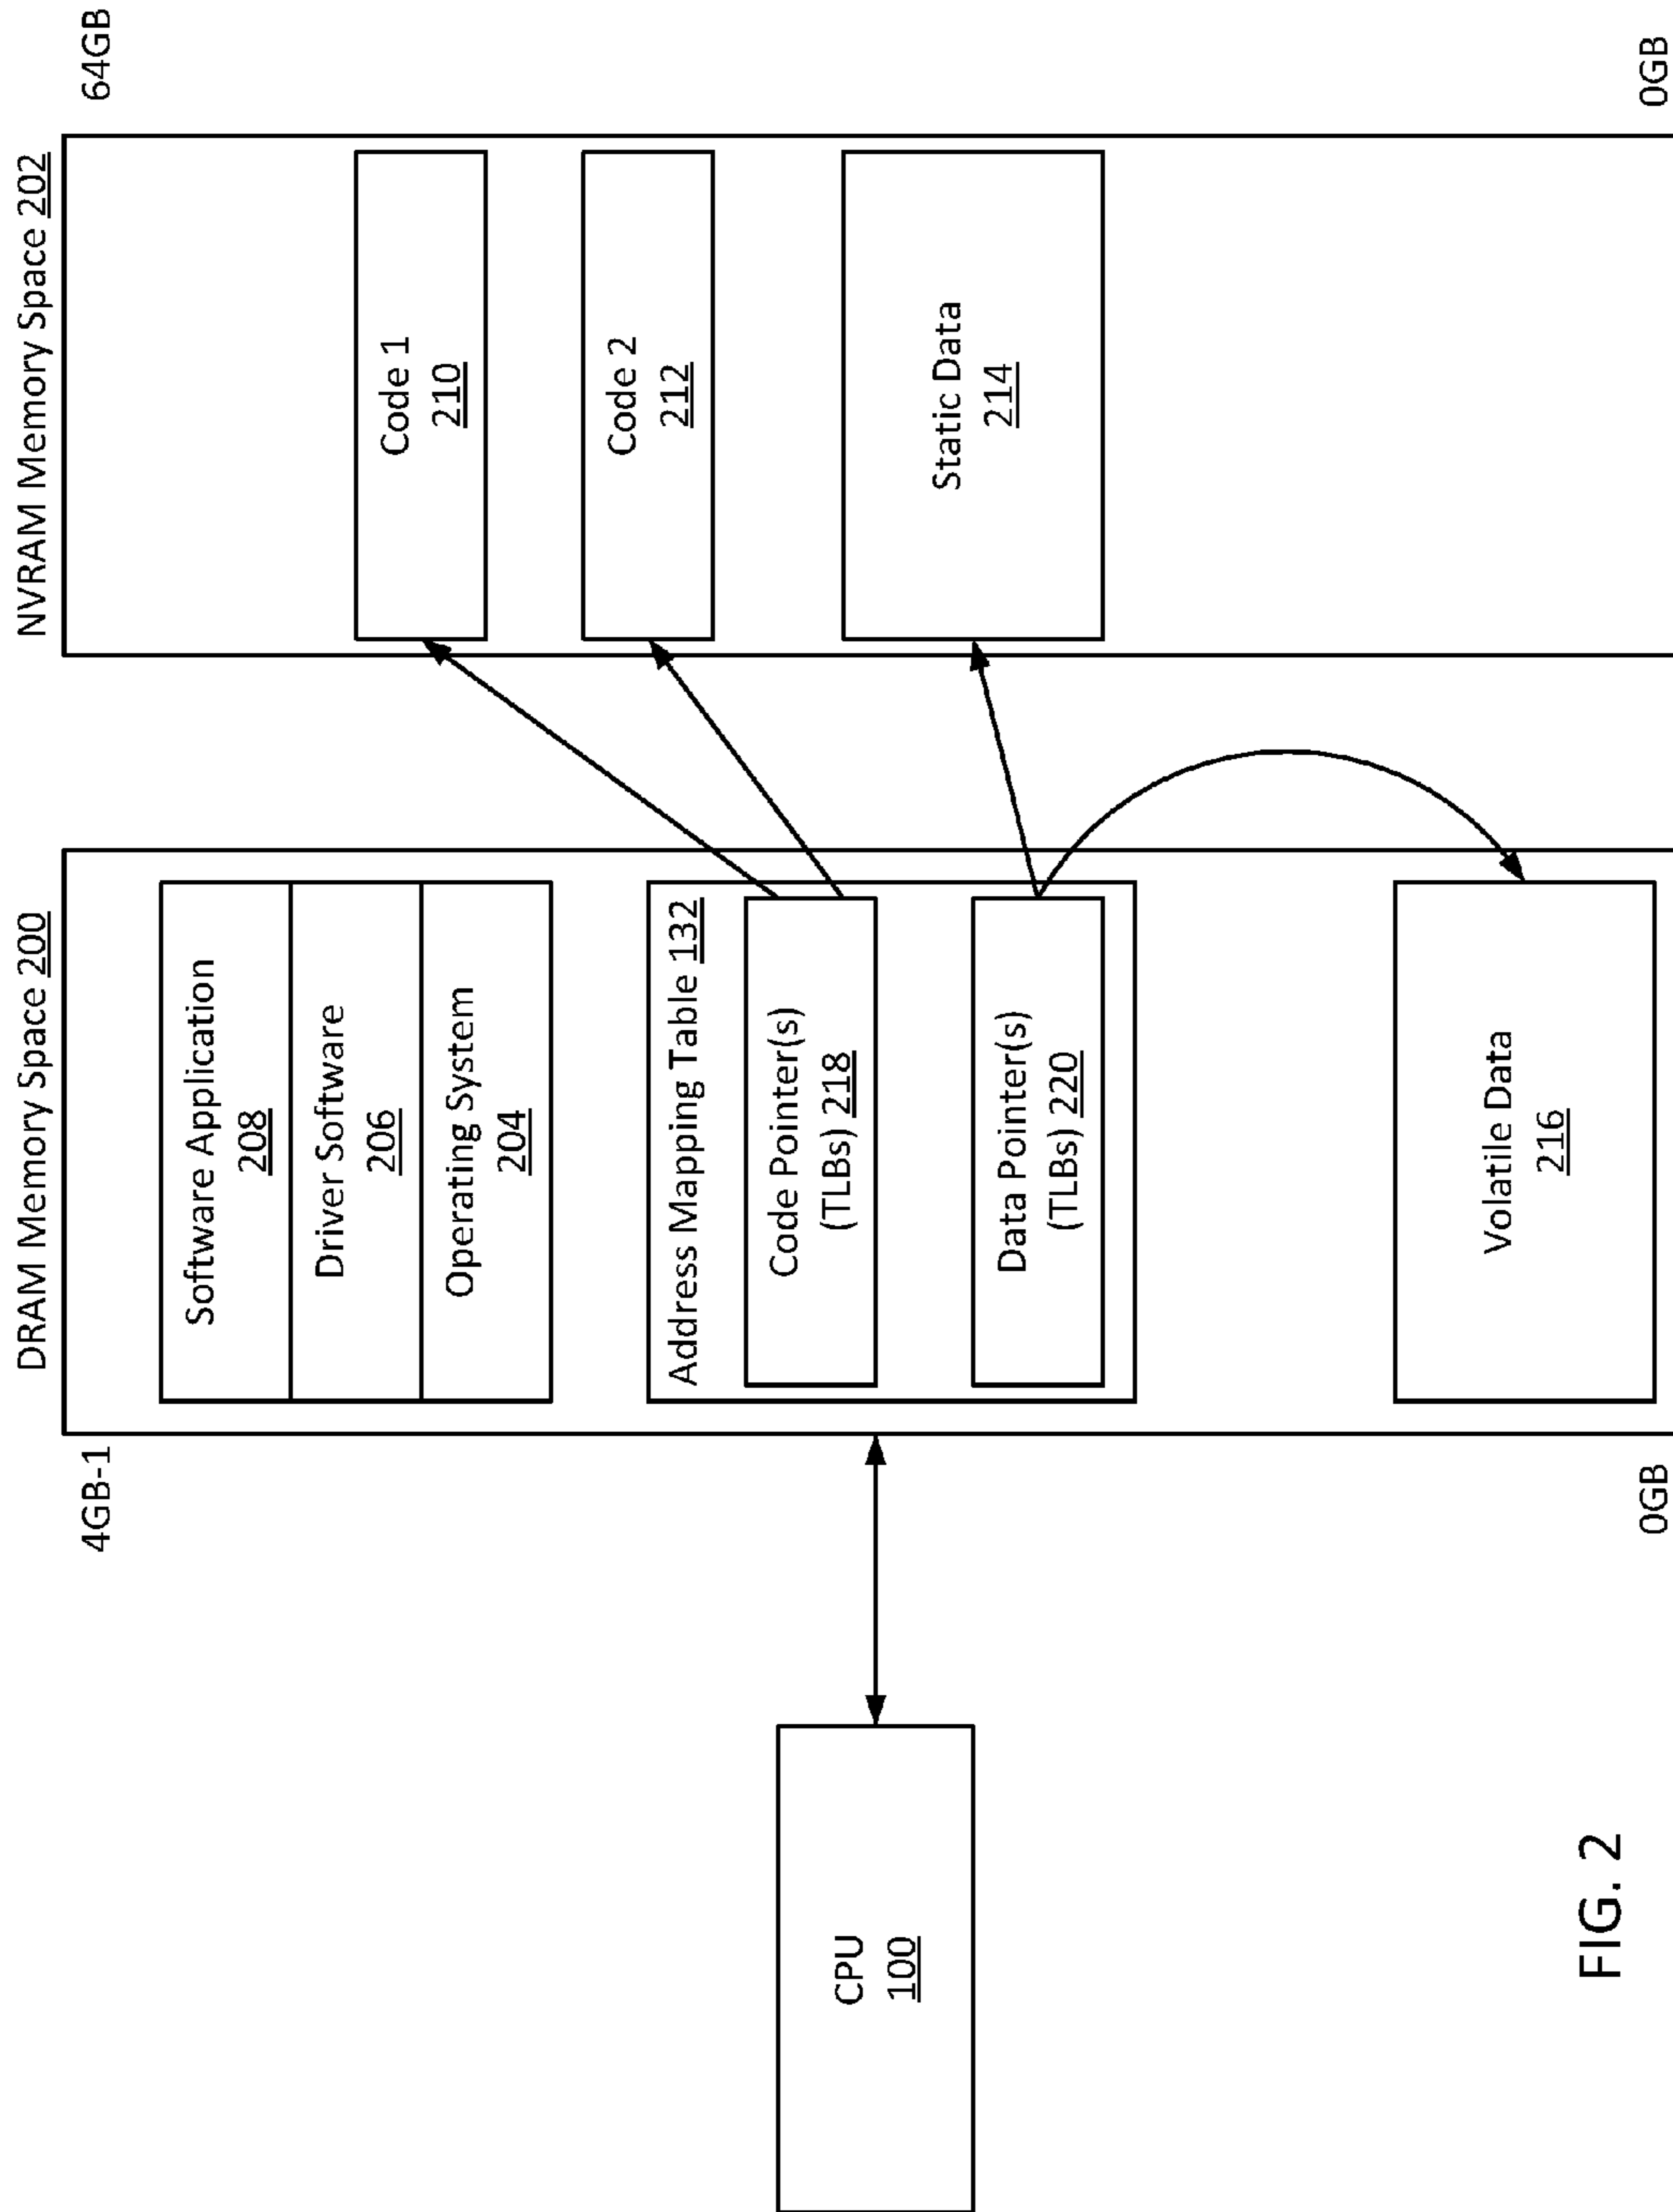 DRAM Memory Space 200
NVRAM Memory Space 202
4GB-1
64GB
Software Application
208
Driver Software
206
Operating System
204
Address Mapping Table 132
Code Pointer(s)
(TLBs) 218
Data Pointer(s)
(TLBs) 220
Volatile Data
216
Code 1
210
Code 2
212
Static Data
214
CPU
100
0GB
0GB
FIG. 2